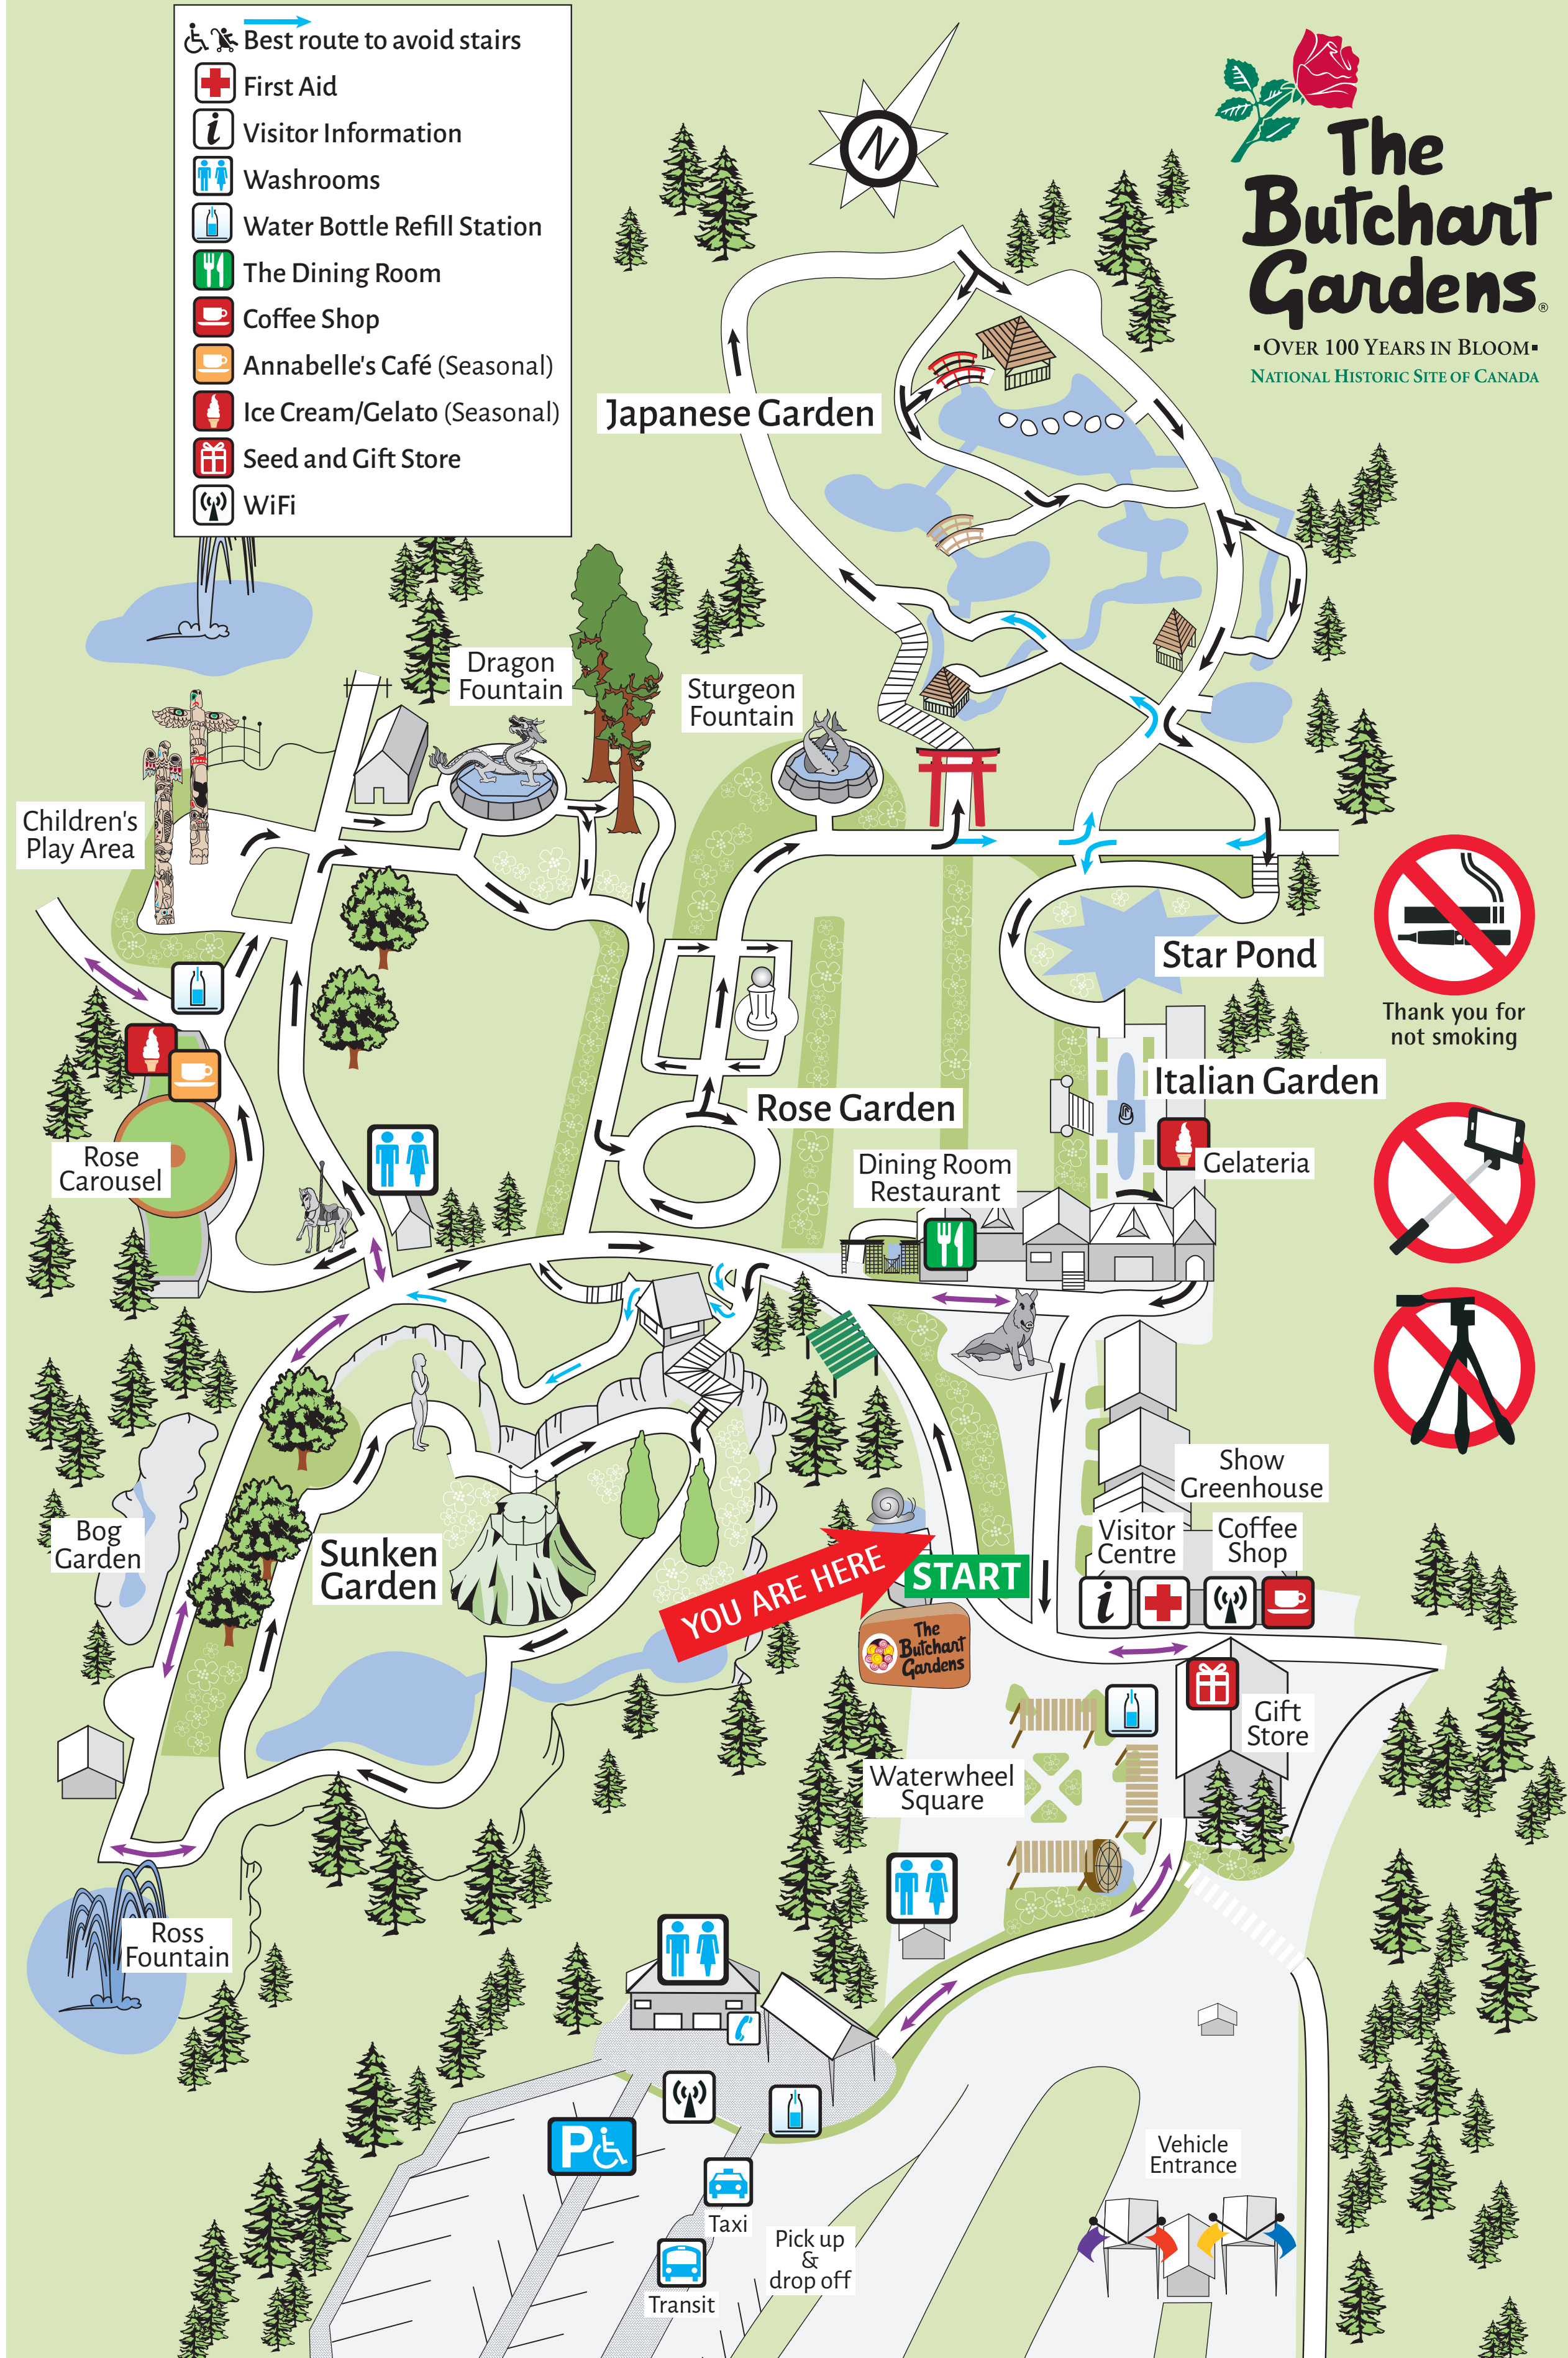 Best route to avoid stairs
First Aid
i
Visitor Information
Washrooms
Water Bottle Refill Station
The Dining Room
Coffee Shop
Annabelle's Café (Seasonal)
Ice Cream/Gelato (Seasonal)
Seed and Gift Store
WiFi
N
The
Butchart
Gardens®
▪OVER 100 YEARS IN BLOOM▪
NATIONAL HISTORIC SITE OF CANADA
Japanese Garden
Dragon
Fountain
Sturgeon
Fountain
Children's
Play Area
Star Pond
Thank you for
not smoking
Italian Garden
Rose Garden
Rose
Carousel
Dining Room
Restaurant
Gelateria
Show
Greenhouse
Bog
Garden
Sunken
Garden
Visitor
Centre
Coffee
Shop
YOU ARE HERE
START
i
The
Butchart
Gardens
Gift
Store
Waterwheel
Square
Ross
Fountain
P
Vehicle
Entrance
Taxi
Pick up
&
drop off
Transit